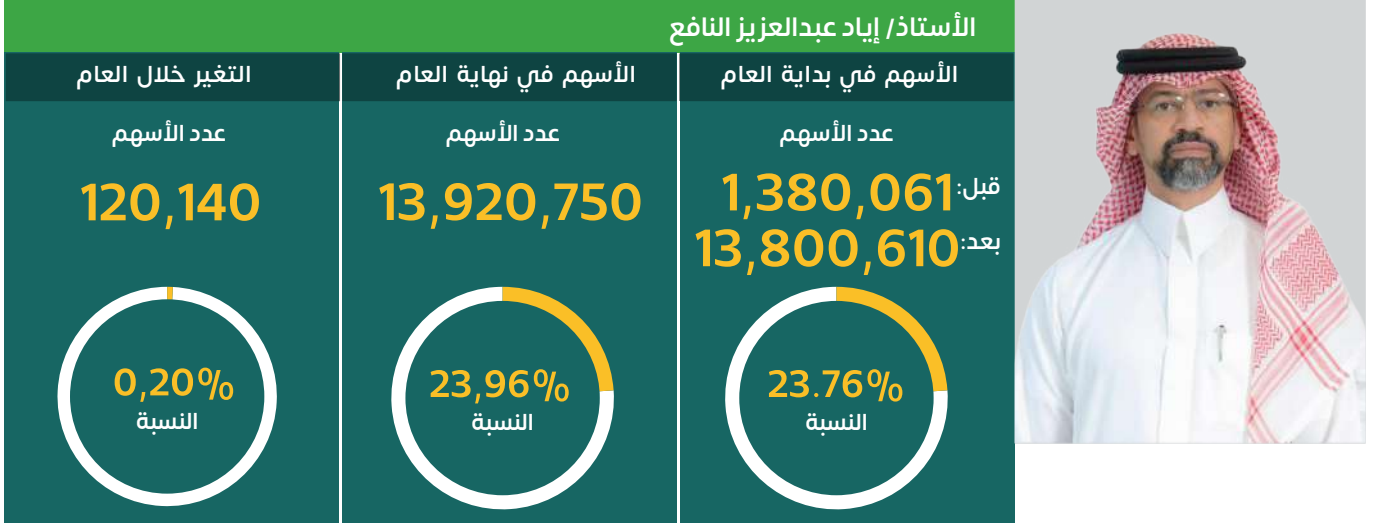 الأستاذ/ إياد عبدالعزيز النافع
الأسهم في بداية العام
عدد الأسهم
قبل: 1,380,061
بعد: 13,800,610
23.76%
النسبة
الأسهم في نهاية العام
عدد الأسهم
13,920,750
23,96%
النسبة
التغير خلال العام
عدد الأسهم
120,140
0,20%
النسبة